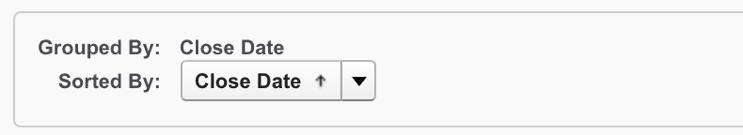 Grouped By: Close Date
Sorted By: Close Date ↑